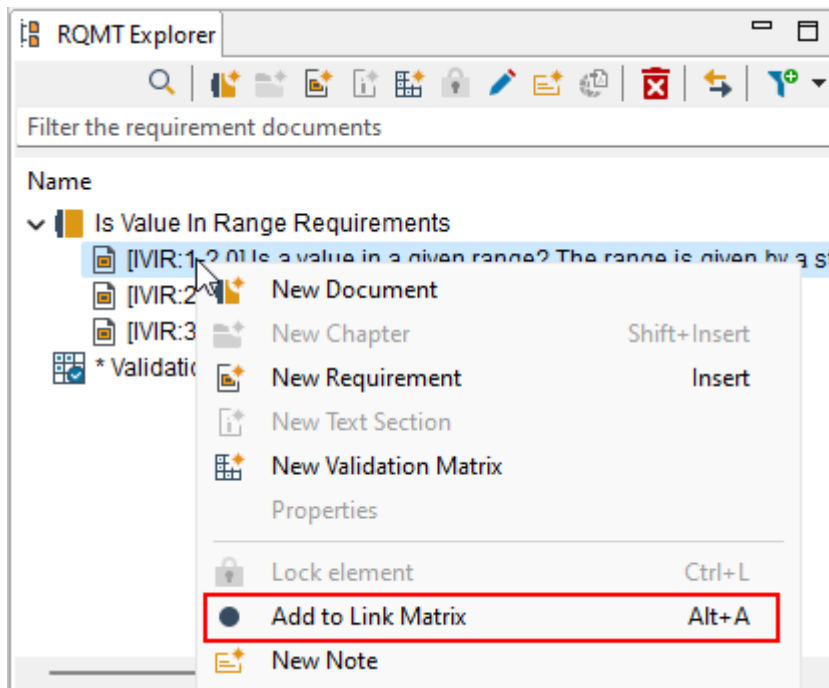 RQMT Explorer
Filter the requirement documents
Name
Is Value In Range Requirements
[IVIR:1-2.0] Is a value in a given range? The range is given by a s
[IVIR:2
[IVIR:3
* Validatio
New Document
New Chapter Shift+Insert
New Requirement Insert
New Text Section
New Validation Matrix
Properties
Lock element Ctrl+L
Add to Link Matrix Alt+A
New Note